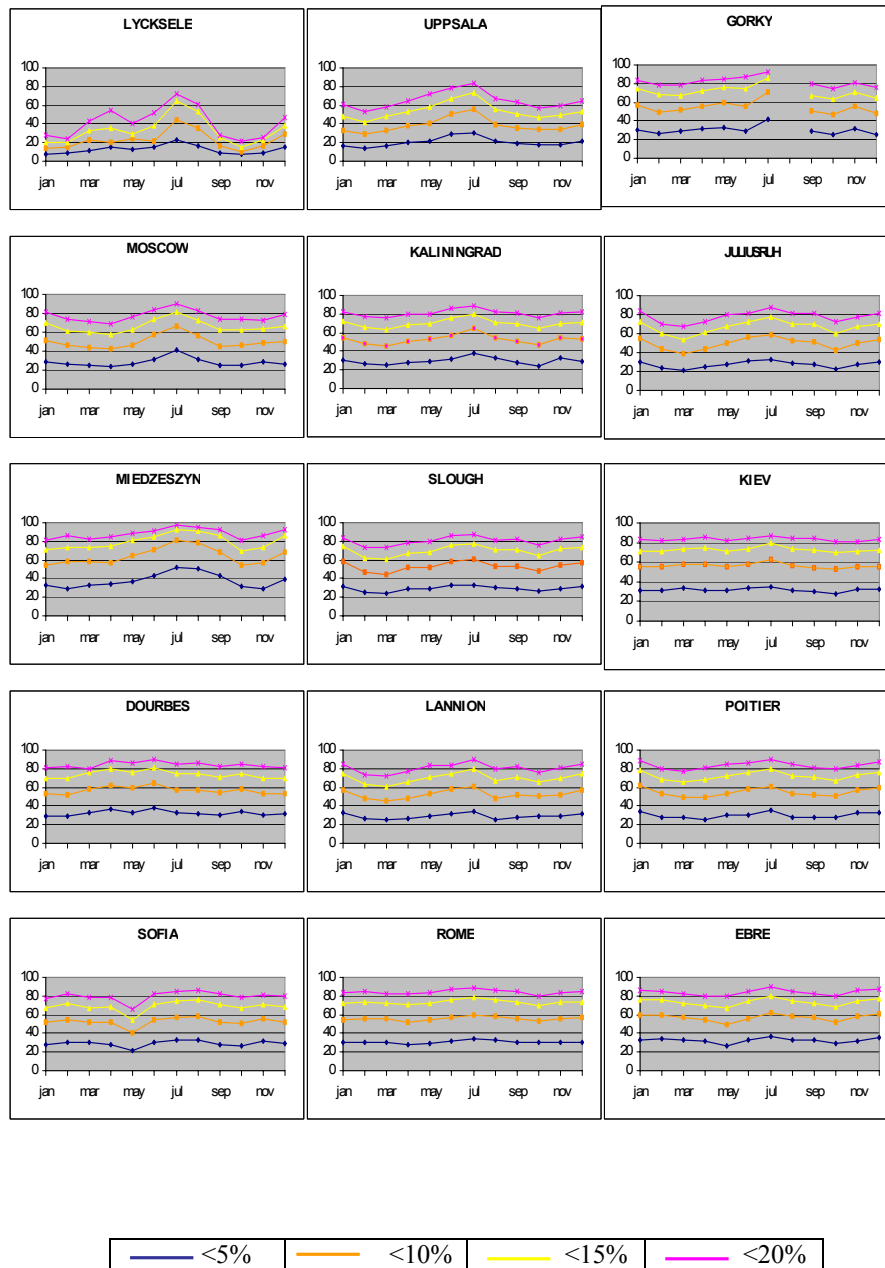 LYCKSELE
100
80
60
40
20
0
jan mar may jul sep nov
UPPSALA
100
80
60
40
20
0
jan mar may jul sep nov
GORKY
100
80
60
40
20
0
jan mar may jul sep nov
MOSCOW
100
80
60
40
20
0
jan mar may jul sep nov
KALININGRAD
100
80
60
40
20
0
jan mar may jul sep nov
JULIUSRUH
100
80
60
40
20
0
jan mar may jul sep nov
MIEDZESZYN
100
80
60
40
20
0
jan mar may jul sep nov
SLOUGH
100
80
60
40
20
0
jan mar may jul sep nov
KIEV
100
80
60
40
20
0
jan mar may jul sep nov
DOURBES
100
80
60
40
20
0
jan mar may jul sep nov
LANNION
100
80
60
40
20
0
jan mar may jul sep nov
POITIER
100
80
60
40
20
0
jan mar may jul sep nov
SOFIA
100
80
60
40
20
0
jan mar may jul sep nov
ROME
100
80
60
40
20
0
jan mar may jul sep nov
EBRE
100
80
60
40
20
0
jan mar may jul sep nov
<5% <10% <15% <20%